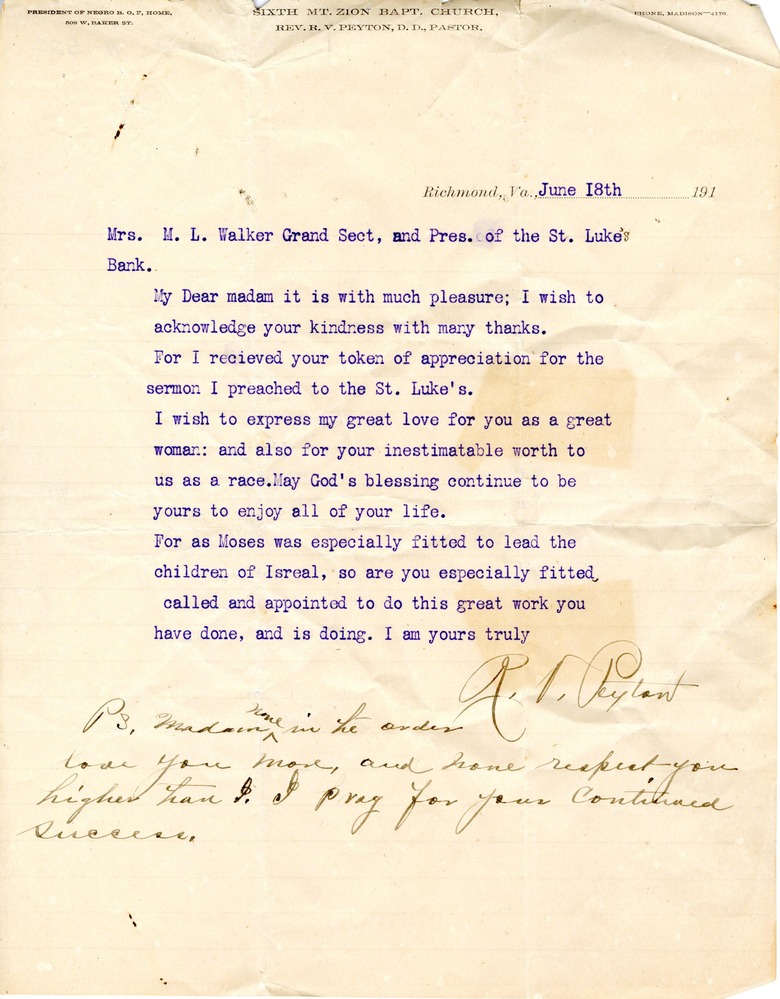 PRESIDENT OF NEGRO B. O. F, HOME,
508 W, BAKER ST.
SIXTH MT. ZION BAPT. CHURCH,
REV. R. V. PEYTON, D. D., PASTOR.
PHONE, MADISON—4176.
Richmond, Va., June 18th 191
Mrs. M. L. Walker Grand Sect, and Pres. of the St. Luke's
Bank.
My Dear madam it is with much pleasure; I wish to
acknowledge your kindness with many thanks.
For I recieved your token of appreciation for the
sermon I preached to the St. Luke's.
I wish to express my great love for you as a great
woman: and also for your inestimatable worth to
us as a race.May God's blessing continue to be
yours to enjoy all of your life.
For as Moses was especially fitted to lead the
children of Isreal, so are you especially fitted,
called and appointed to do this great work you
have done, and is doing. I am yours truly
R. V. Peyton
PS, Madam none in he order
love you more, and none respect you
higher han I. I pray for your Continued
success.